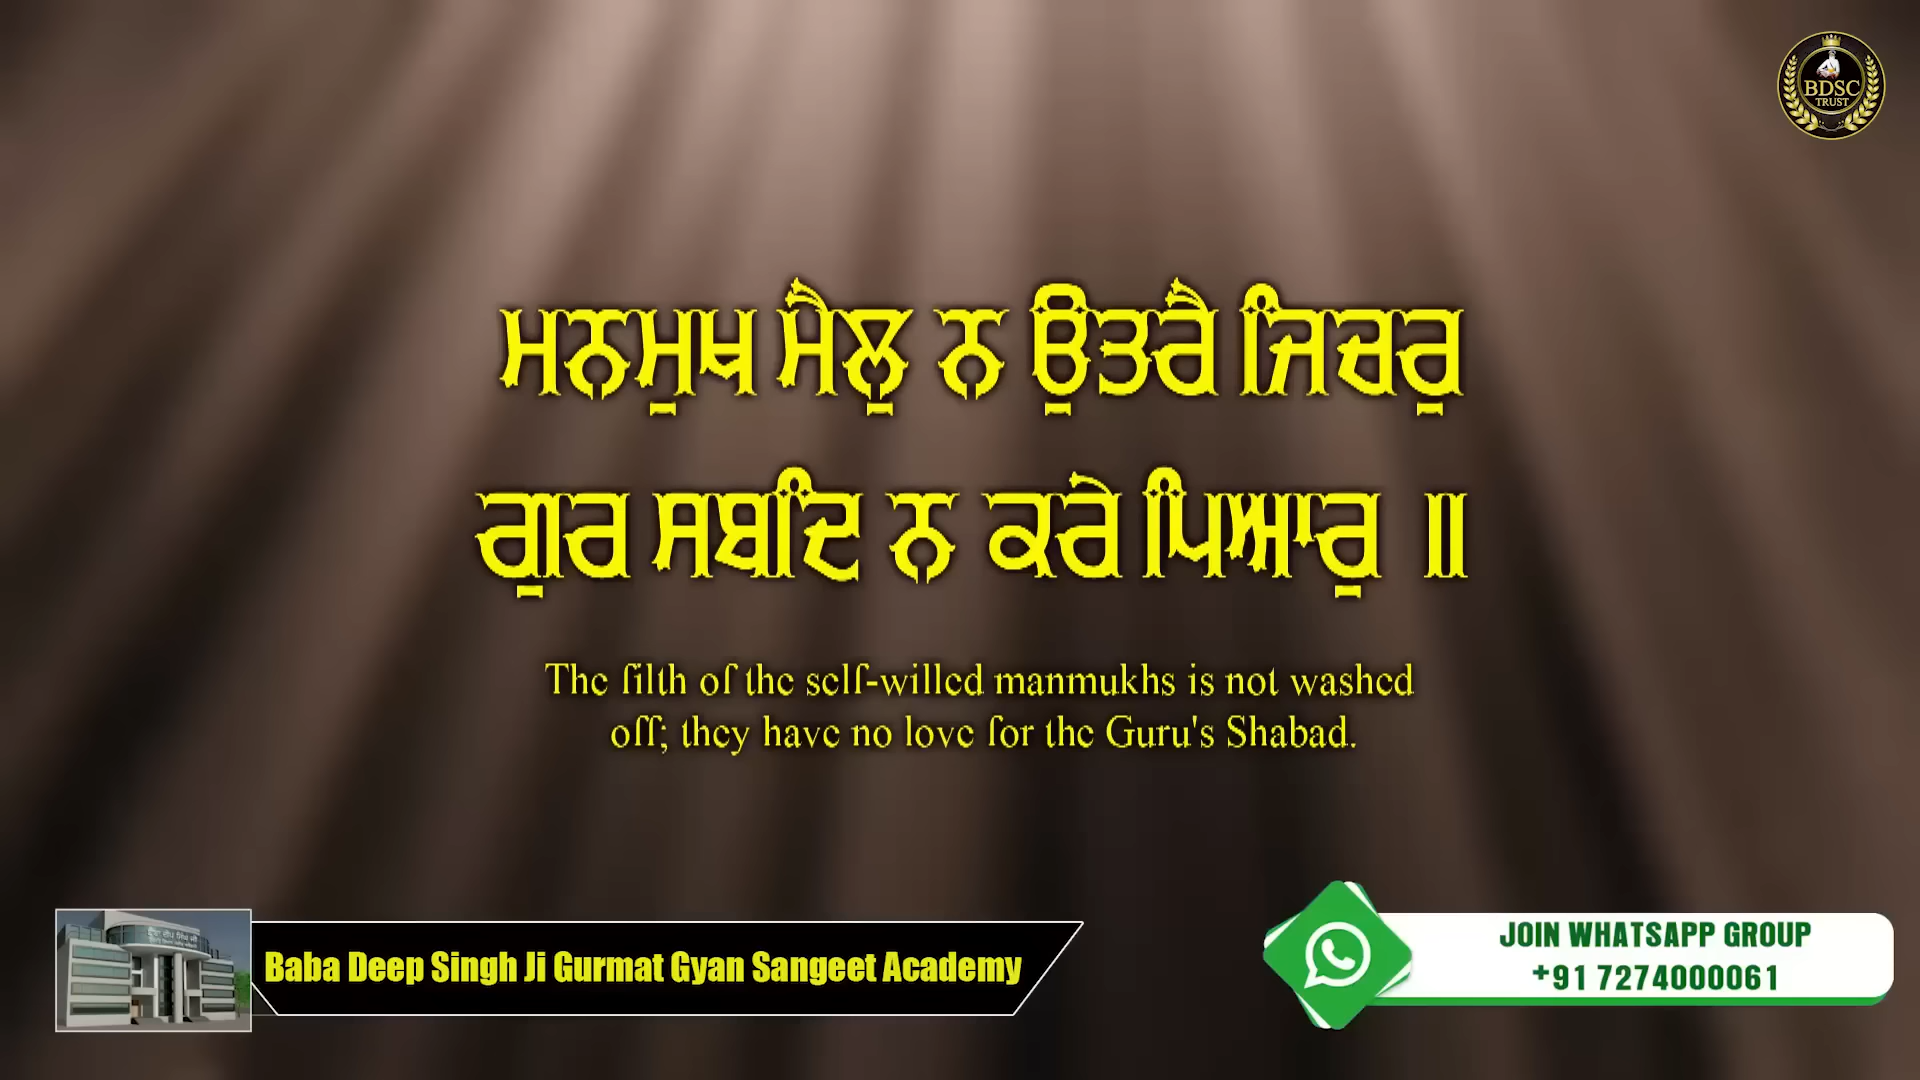 BDSC
TRUST
ਮਨਮੁਖ ਮੈਲੁ ਨ ਉਤਰੈ ਜਿਚਰੁ
ਗੁਰ ਸਬਦਿ ਨ ਕਰੇ ਪਿਆਰੁ ॥
The filth of the self-willed manmukhs is not washed
off; they have no love for the Guru's Shabad.
Baba Deep Singh Ji Gurmat Gyan Sangeet Academy
JOIN WHATSAPP GROUP
+91 7274000061